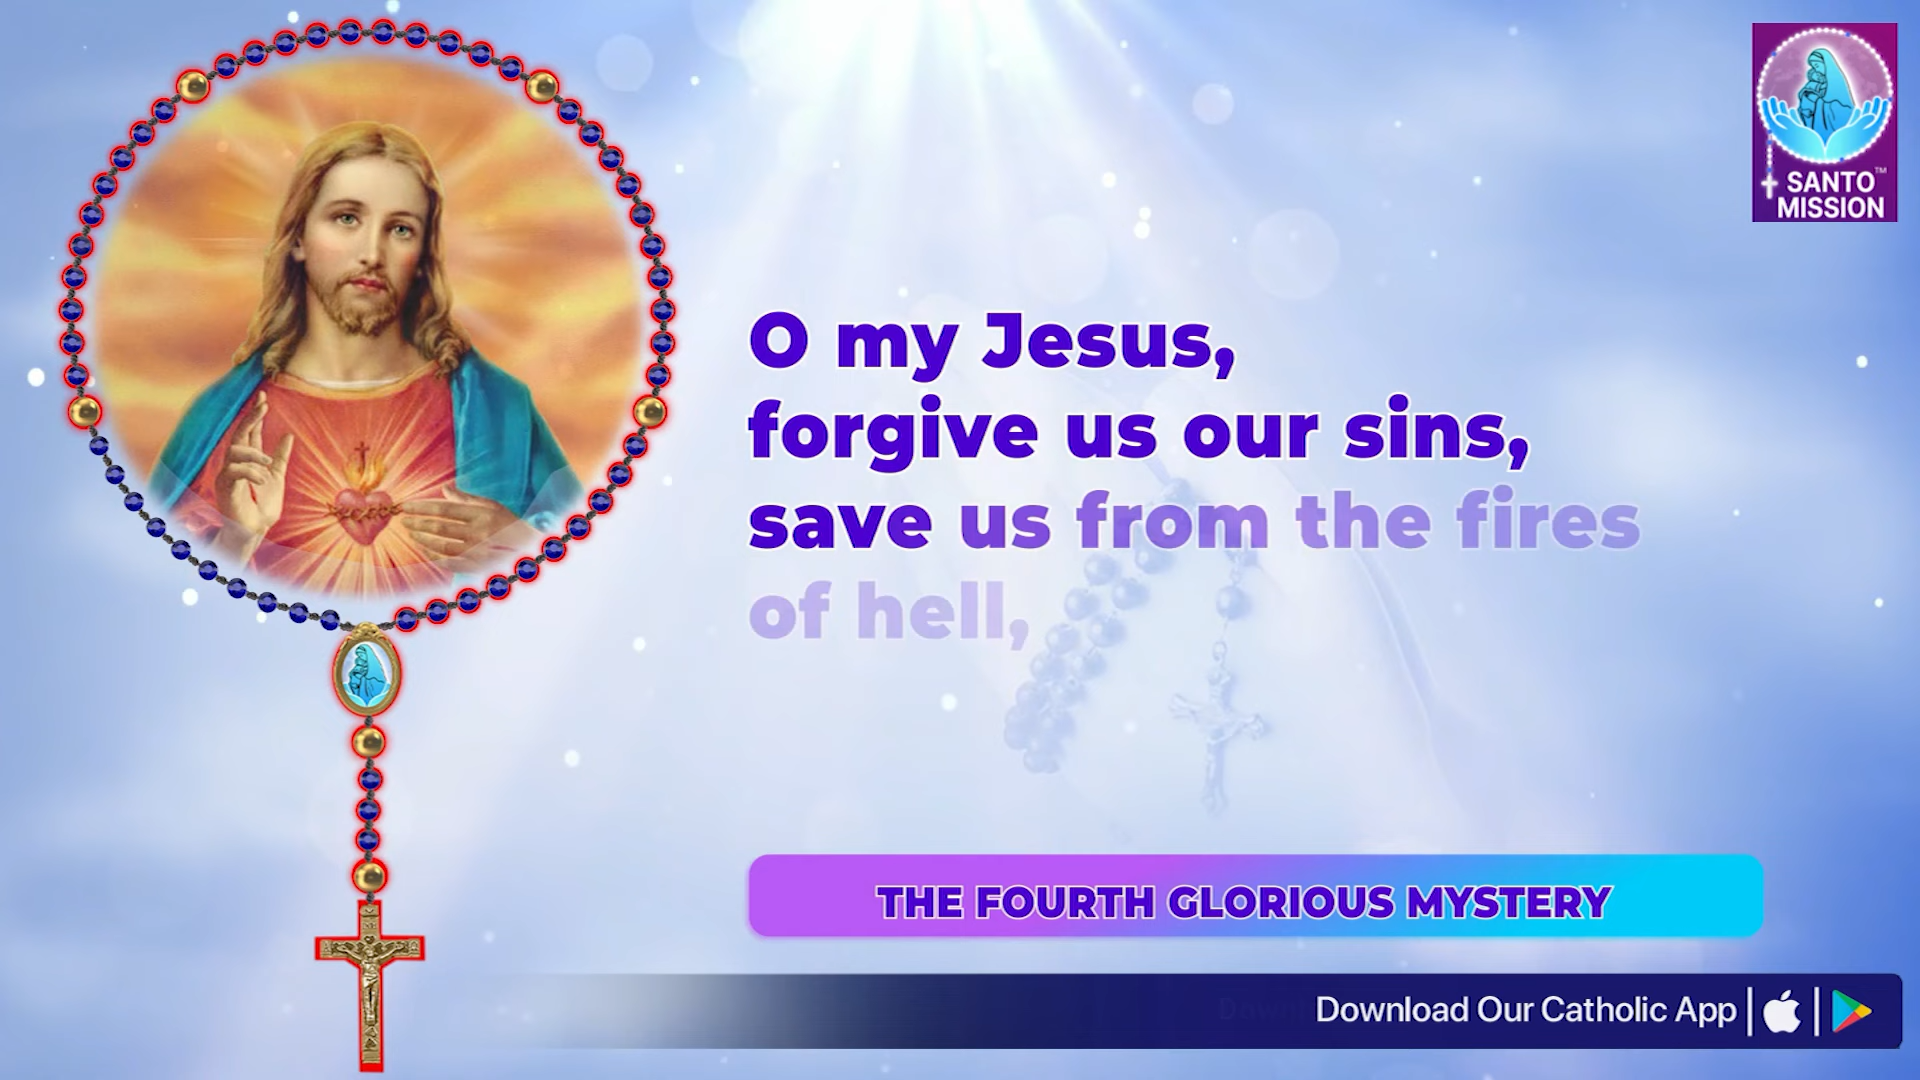 SANTO™
MISSION
O my Jesus,
forgive us our sins,
save us from the fires
of hell,
THE FOURTH GLORIOUS MYSTERY
Download Our Catholic App